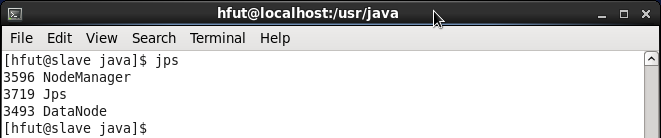 hfut@localhost:/usr/java
File Edit View Search Terminal Help
[hfut@slave java]$ jps
3596 NodeManager
3719 Jps
3493 DataNode
[hfut@slave java]$